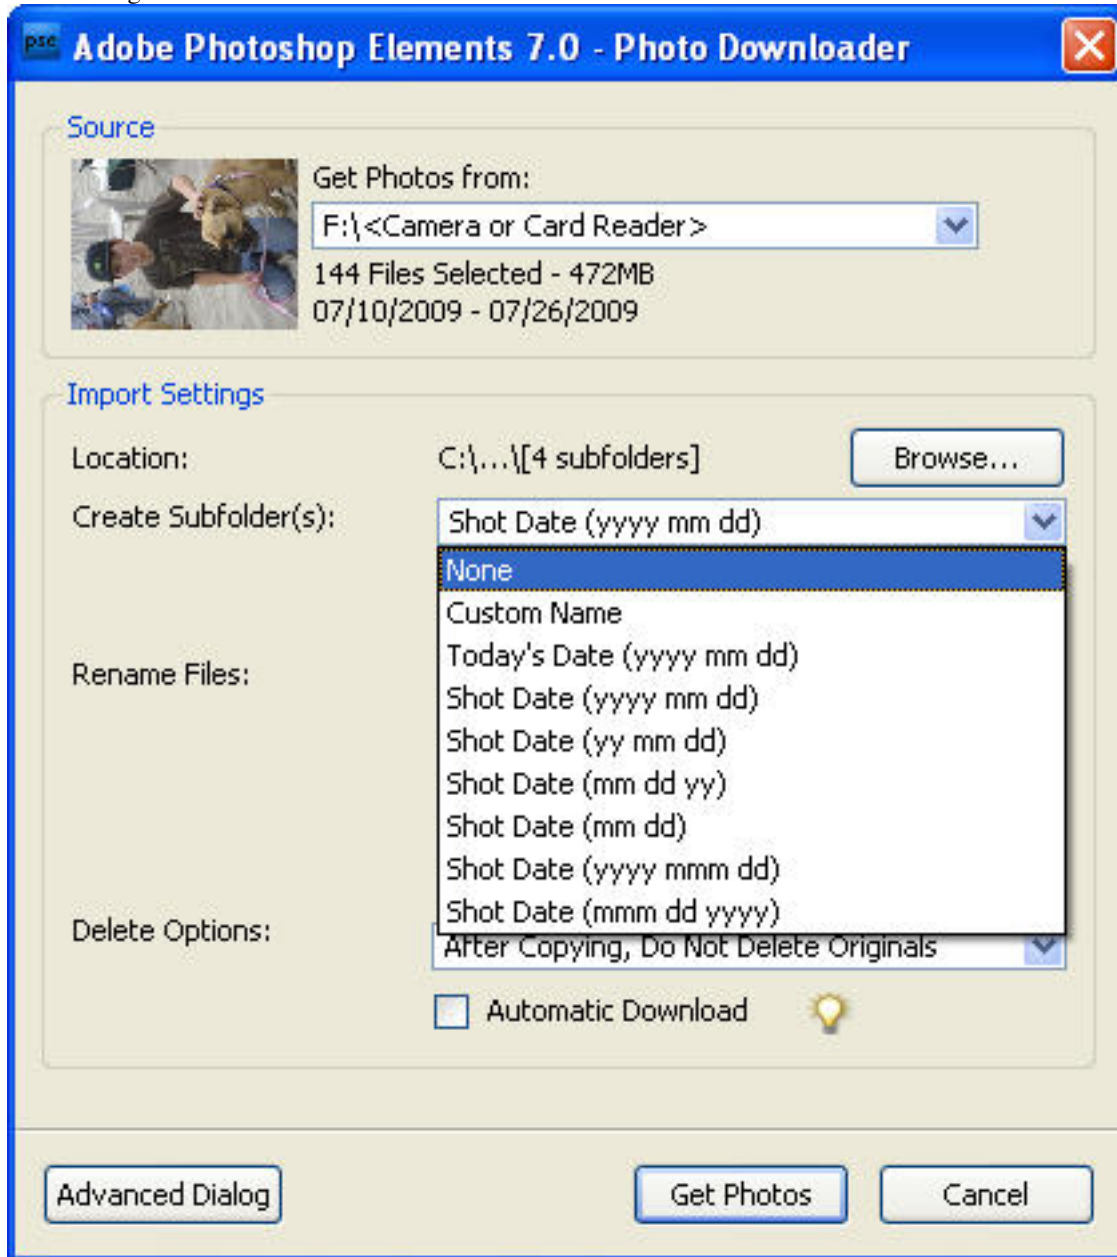 psc Adobe Photoshop Elements 7.0 - Photo Downloader
Source
Get Photos from:
F:\<Camera or Card Reader>
144 Files Selected - 472MB
07/10/2009 - 07/26/2009
Import Settings
Location: C:\...\[4 subfolders] Browse...
Create Subfolder(s): Shot Date (yyyy mm dd)
None
Custom Name
Today's Date (yyyy mm dd)
Rename Files:
Shot Date (yyyy mm dd)
Shot Date (yy mm dd)
Shot Date (mm dd yy)
Shot Date (mm dd)
Shot Date (yyyy mmm dd)
Shot Date (mmm dd yyyy)
Delete Options:
After Copying, Do Not Delete Originals
Automatic Download
Advanced Dialog Get Photos Cancel